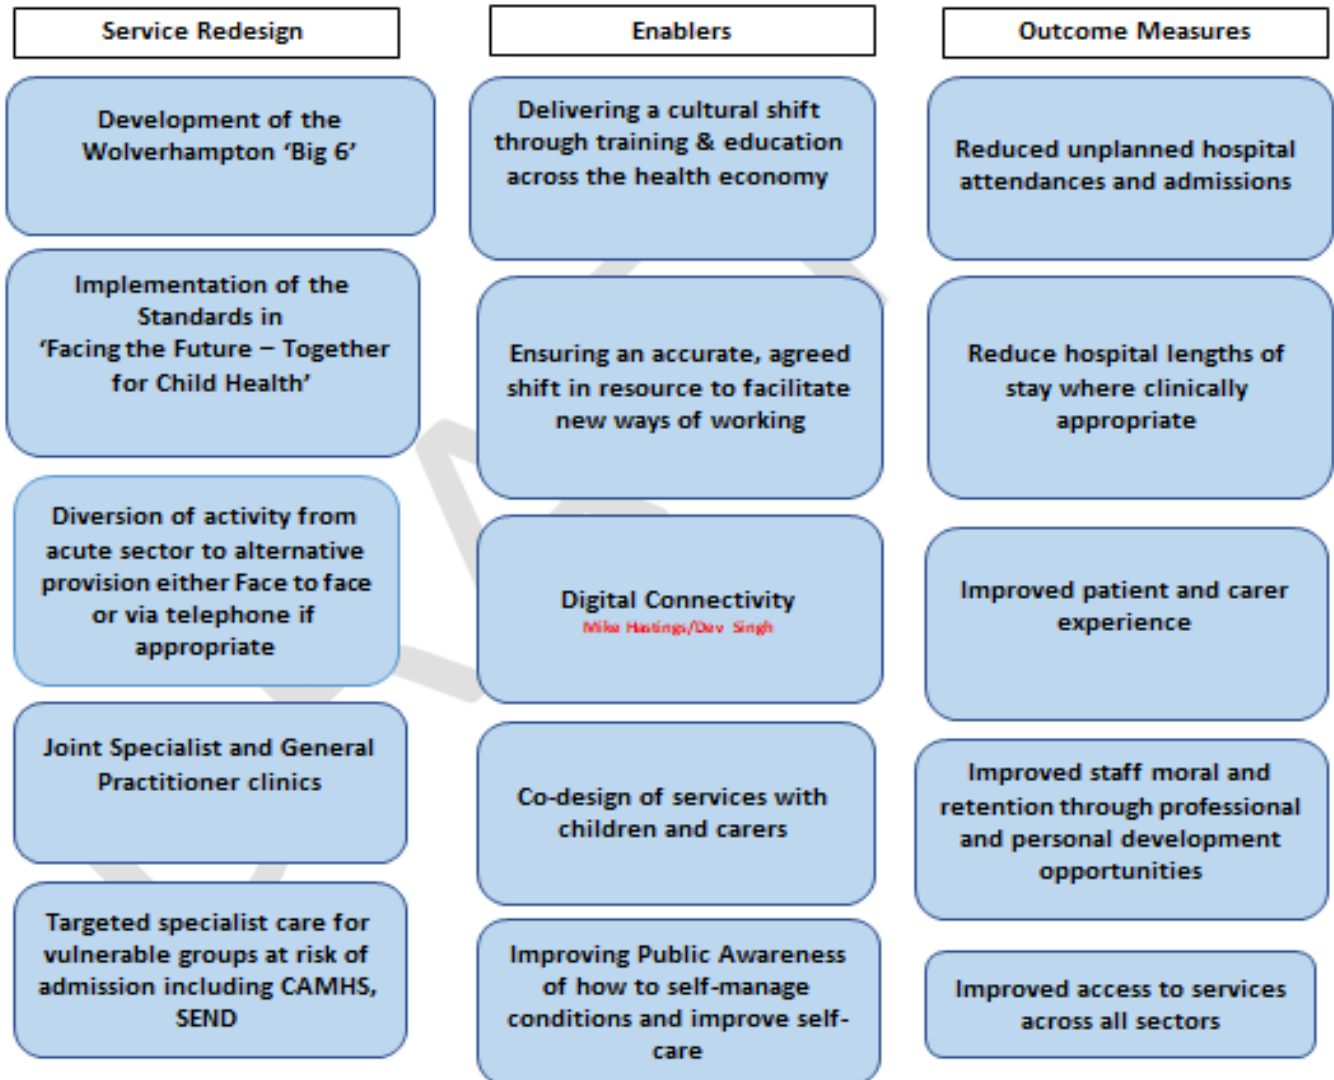 Service Redesign
Development of the
Wolverhampton ‘Big 6’
Implementation of the
Standards in
‘Facing the Future – Together
for Child Health’
Diversion of activity from
acute sector to alternative
provision either Face to face
or via telephone if
appropriate
Joint Specialist and General
Practitioner clinics
Targeted specialist care for
vulnerable groups at risk of
admission including CAMHS,
SEND
Enablers
Delivering a cultural shift
through training & education
across the health economy
Ensuring an accurate, agreed
shift in resource to facilitate
new ways of working
Digital Connectivity
Mike Hastings/Dev Singh
Co-design of services with
children and carers
Improving Public Awareness
of how to self-manage
conditions and improve self-
care
Outcome Measures
Reduced unplanned hospital
attendances and admissions
Reduce hospital lengths of
stay where clinically
appropriate
Improved patient and carer
experience
Improved staff moral and
retention through professional
and personal development
opportunities
Improved access to services
across all sectors